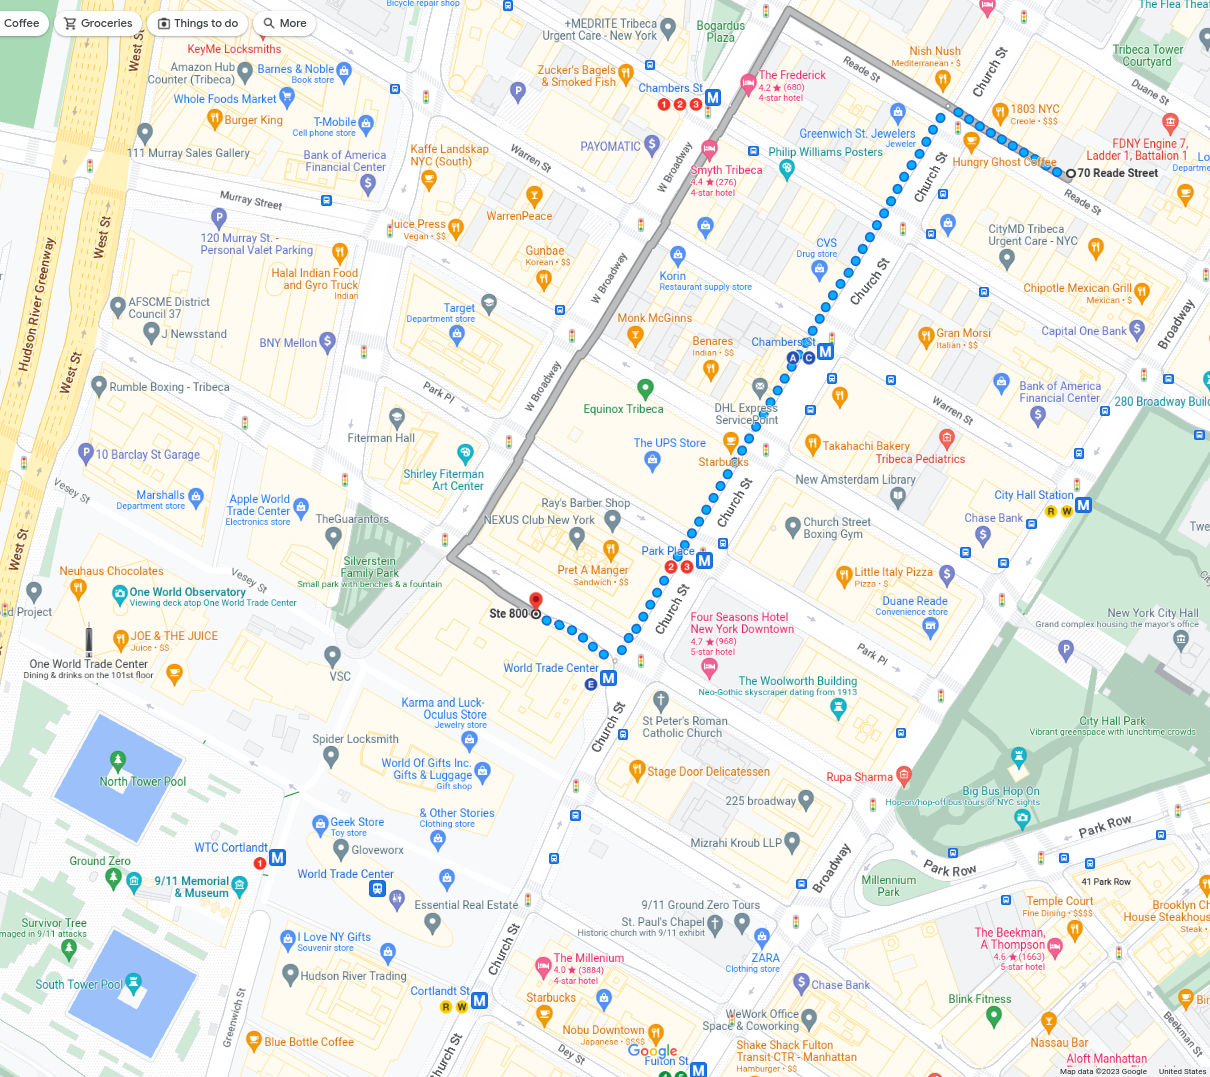 Coffee
Groceries
Things to do
More
Bicycle repair shop
KeyMe Locksmiths
Amazon Hub
Counter (Tribeca)
Barnes & Noble
Book store
Whole Foods Market
Burger King
T-Mobile
Cell phone store
111 Murray Sales Gallery
Bank of America
Financial Center
+MEDRITE Tribeca
Urgent Care - New York
Bogardus
Plaza
Zucker's Bagels
& Smoked Fish
Chambers St
1 2 3
The Frederick
4.2 ★ (680)
4-star hotel
Nish Nush
Mediterranean • $
Church St
The Flea Theat
Tribeca Tower
Courtyard
Reade St
Duane St
1803 NYC
Creole • $$$
Greenwich St. Jewelers
Jeweler
FDNY Engine 7,
Ladder 1, Battalion 1
Hungry Ghost Coffee
70 Reade Street
Reade St
Kaffe Landskap
NYC (South)
Warren St
PAYOMATIC
W Broadway
Smyth Tribeca
4.4 ★ (276)
4-star hotel
Philip Williams Posters
Church St
Murray Street
WarrenPeace
Juice Press
Vegan • $$
120 Murray St. -
Personal Valet Parking
Gunbae
Korean • $$
CityMD Tribeca
Urgent Care - NYC
CVS
Drug store
Halal Indian Food
and Gyro Truck
Indian
W Broadway
Korin
Restaurant supply store
Church St
Chipotle Mexican Grill
Mexican • $
West St
West St
Hudson River Greenway
AFSCME District
Council 37
J Newsstand
Target
Department store
BNY Mellon
Monk McGinns
Benares
Indian • $$
Chambers St
A C
Gran Morsi
Italian • $$
Capital One Bank
Broadway
West St
Rumble Boxing - Tribeca
Park Pl
W Broadway
Equinox Tribeca
DHL Express
ServicePoint
Warren St
Bank of America
Financial Center
280 Broadway Build
Fiterman Hall
The UPS Store
Starbucks
Takahachi Bakery
Tribeca Pediatrics
10 Barclay St Garage
Shirley Fiterman
Art Center
New Amsterdam Library
City Hall Station
R W
Vesey St
Marshalls
Department store
Apple World
Trade Center
Electronics store
TheGuarantors
Ray's Barber Shop
NEXUS Club New York
Church St
Church Street
Boxing Gym
Chase Bank
West St
Silverstein
Family Park
Small park with benches & a fountain
Pret A Manger
Sandwich • $$
Park Place
2 3
Little Italy Pizza
Pizza • $
Neuhaus Chocolates
Vesey St
One World Observatory
Viewing deck atop One World Trade Center
Ste 800
Church St
Duane Reade
Convenience store
New York City Hall
Grand complex housing the mayor's office
d Project
JOE & THE JUICE
Juice • $$
Four Seasons Hotel
New York Downtown
4.7 ★ (968)
5-star hotel
Park Pl
One World Trade Center
Dining & drinks on the 101st floor
VSC
World Trade Center
E
The Woolworth Building
Neo-Gothic skyscraper dating from 1913
Karma and Luck-
Oculus Store
Jewelry store
Church St
St Peter's Roman
Catholic Church
City Hall Park
Vibrant greenspace with lunchtime crowds
Spider Locksmith
World Of Gifts Inc.
Gifts & Luggage
Gift shop
Stage Door Delicatessen
Rupa Sharma
North Tower Pool
Big Bus Hop On
Hop-on/hop-off bus tours of NYC sights
225 broadway
& Other Stories
Clothing store
Geek Store
Toy store
Park Row
Gloveworx
Mizrahi Kroub LLP
WTC Cortlandt
1
Ground Zero
World Trade Center
Broadway
Park Row
Millennium
Park
41 Park Row
9/11 Memorial
& Museum
Essential Real Estate
9/11 Ground Zero Tours
St. Paul's Chapel
Historic church with 9/11 exhibit
Temple Court
Fine Dining • $$$$
Brooklyn Ch
House Steakhous
Steak •
Survivor Tree
maged in 9/11 attacks
I Love NY Gifts
Souvenir store
Church St
The Beekman,
A Thompson
4.6 ★ (1663)
5-star hotel
ZARA
Clothing store
The Millenium
4.0 ★ (3884)
4-star hotel
Hudson River Trading
South Tower Pool
Cortlandt St
R W
Chase Bank
Starbucks
Blink Fitness
Greenwich St
WeWork Office
Space & Coworking
Nobu Downtown
Japanese • $$$$
Blue Bottle Coffee
Church St
Dey St
Google
Fulton St
Shake Shack Fulton
Transit CTR - Manhattan
Hamburger • $$
Nassau Bar
Beekman St
Aloft Manhattan
Map data ©2023 Google
United States